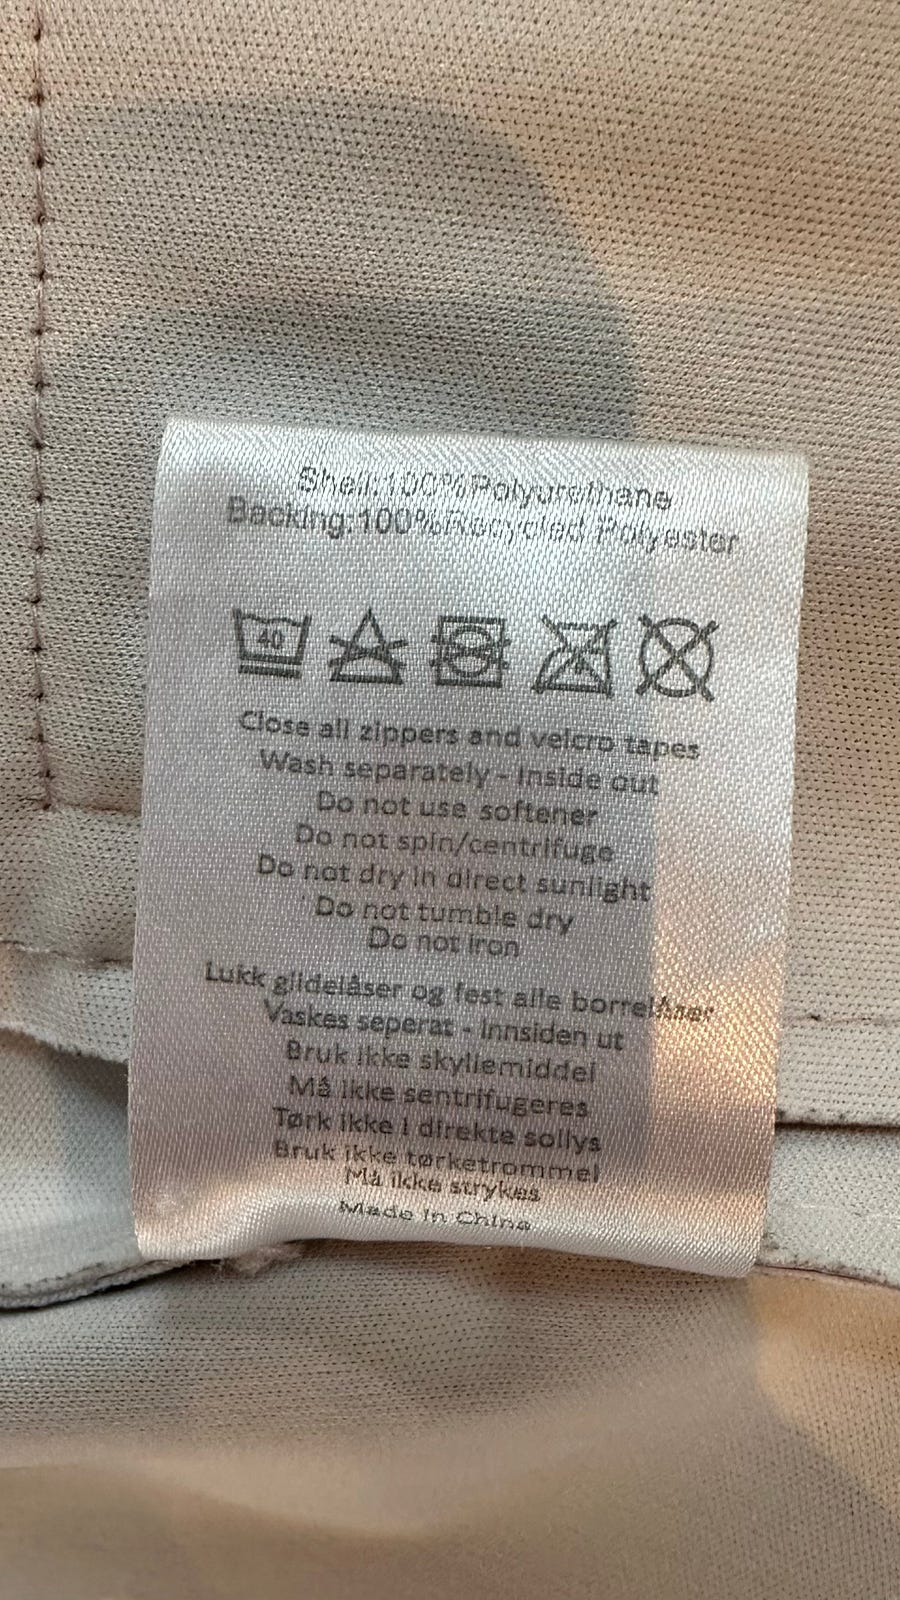 Shell:100%Polyurethane
Backing:100%Recycled Polyester
40
Close all zippers and velcro tapes
Wash separately - Inside out
Do not use softener
Do not spin/centrifuge
Do not dry in direct sunlight
Do not tumble dry
Do not iron
Lukk glidelåser og fest alle borrelåser
Vaskes seperat - Innsiden ut
Bruk ikke skyllemiddel
Må ikke sentrifugeres
Tørk ikke i direkte sollys
Bruk ikke tørketrommel
Må ikke strykes
Made in China